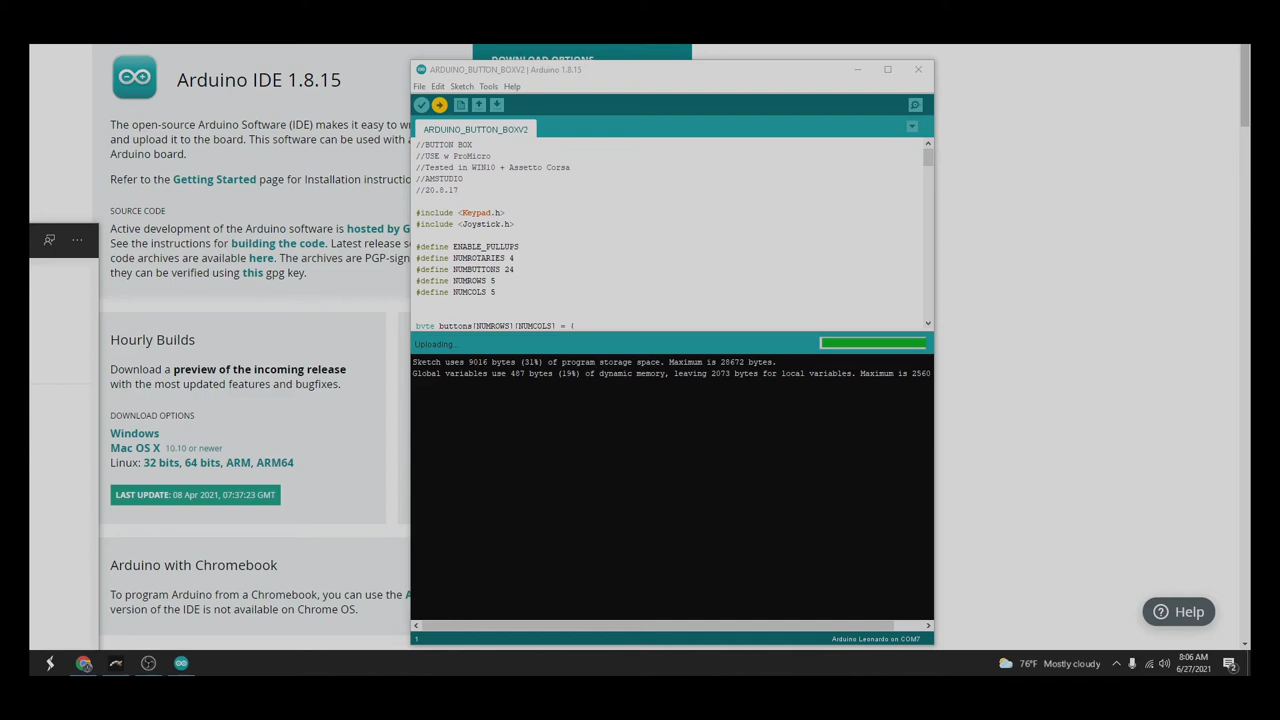 DOWNLOAD OPTIONS
Arduino IDE 1.8.15
The open-source Arduino Software (IDE) makes it easy to
and upload it to the board. This software can be used with
Arduino board.
Refer to the Getting Started page for Installation
SOURCE CODE
Active development of the Arduino software is hosted by
See the instructions for building the code. Latest release
code archives are available here. The archives are
they can be verified using this gpg key.
Hourly Builds
Download a preview of the incoming release
with the most updated features and bugfixes.
DOWNLOAD OPTIONS
Windows
Mac OS X 10.10 or newer
Linux: 32 bits, 64 bits, ARM, ARM64
LAST UPDATE: 08 Apr 2021, 07:37:23 GMT
Arduino with Chromebook
To program Arduino from a Chromebook, you can use the
version of the IDE is not available on Chrome OS.
ARDUINO_BUTTON_BOXV2 | Arduino 1.8.15
File Edit Sketch Tools Help
ARDUINO_BUTTON_BOXV2
//BUTTON BOX
//USE w ProMicro
//Tested in WIN10 + Assetto Corsa
//AMSTUDIO
//20.8.17
#include <Keypad.h>
#include <Joystick.h>
#define ENABLE_PULLUPS
#define NUMROTARIES 4
#define NUMBUTTONS 24
#define NUMROWS 5
#define NUMCOLS 5
byte buttons[NUMROWS][NUMCOLS] = {
Uploading...
Sketch uses 9016 bytes (31%) of program storage space. Maximum is 28672 bytes.
Global variables use 487 bytes (19%) of dynamic memory, leaving 2073 bytes for local variables. Maximum is 2560
1
Arduino Leonardo on COM7
Help
76°F Mostly cloudy
8:06 AM
6/27/2021
2